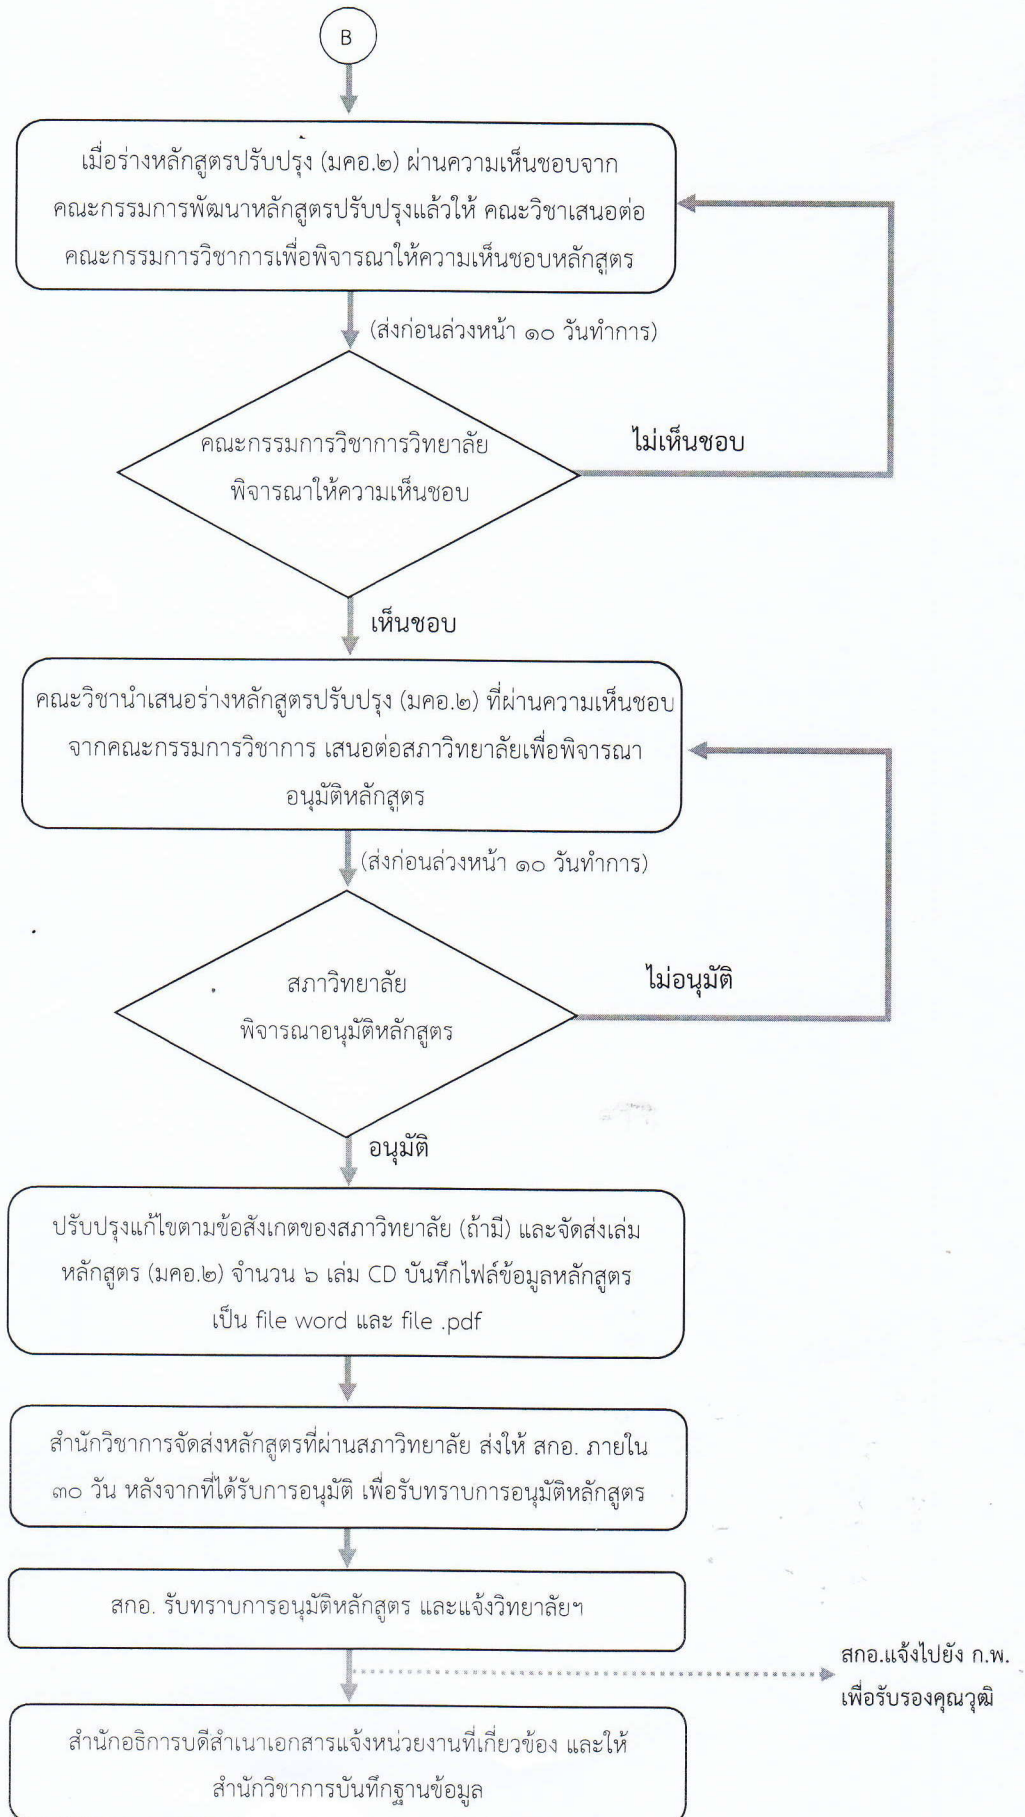 B
เมื่อร่างหลักสูตรปรับปรุง (มคอ.๒) ผ่านความเห็นชอบจาก
คณะกรรมการพัฒนาหลักสูตรปรับปรุงแล้วให้ คณะวิชาเสนอต่อ
คณะกรรมการวิชาการเพื่อพิจารณาให้ความเห็นชอบหลักสูตร
(ส่งก่อนล่วงหน้า ๑๐ วันทำการ)
คณะกรรมการวิชาการวิทยาลัย
พิจารณาให้ความเห็นชอบ
ไม่เห็นชอบ
เห็นชอบ
คณะวิชานำเสนอร่างหลักสูตรปรับปรุง (มคอ.๒) ที่ผ่านความเห็นชอบ
จากคณะกรรมการวิชาการ เสนอต่อสภาวิทยาลัยเพื่อพิจารณา
อนุมัติหลักสูตร
(ส่งก่อนล่วงหน้า ๑๐ วันทำการ)
สภาวิทยาลัย
พิจารณาอนุมัติหลักสูตร
ไม่อนุมัติ
อนุมัติ
ปรับปรุงแก้ไขตามข้อสังเกตของสภาวิทยาลัย (ถ้ามี) และจัดส่งเล่ม
หลักสูตร (มคอ.๒) จำนวน ๖ เล่ม CD บันทึกไฟล์ข้อมูลหลักสูตร
เป็น file word และ file .pdf
สำนักวิชาการจัดส่งหลักสูตรที่ผ่านสภาวิทยาลัย ส่งให้ สกอ. ภายใน
๓๐ วัน หลังจากที่ได้รับการอนุมัติ เพื่อรับทราบการอนุมัติหลักสูตร
สกอ. รับทราบการอนุมัติหลักสูตร และแจ้งวิทยาลัยฯ
สกอ.แจ้งไปยัง ก.พ.
เพื่อรับรองคุณวุฒิ
สำนักอธิการบดีสำเนาเอกสารแจ้งหน่วยงานที่เกี่ยวข้อง และให้
สำนักวิชาการบันทึกฐานข้อมูล